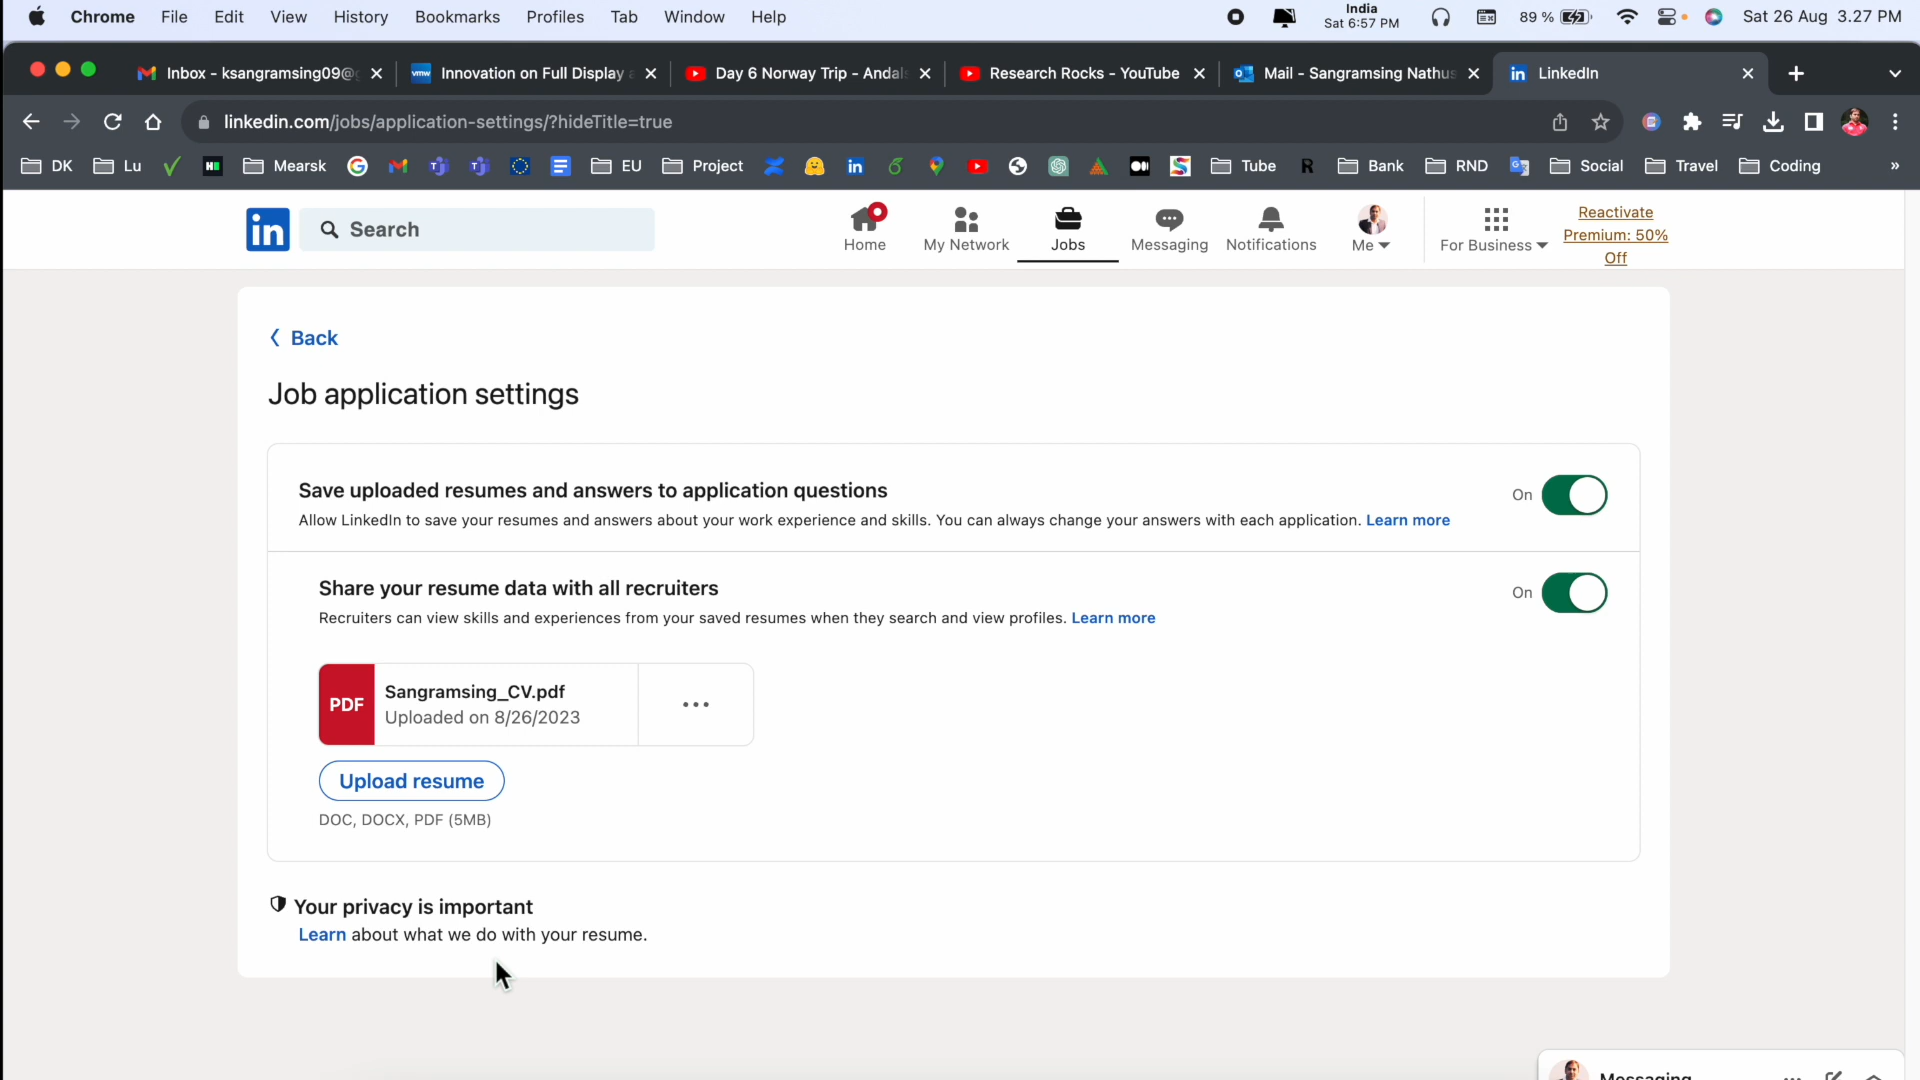 Chrome File Edit View History Bookmarks Profiles Tab Window Help
India
Sat 6:57 PM
89 %
Sat 26 Aug 3.27 PM
Inbox - ksangramsing09@g
vmw Innovation on Full Display a
Day 6 Norway Trip - Andals
Research Rocks - YouTube
Mail - Sangramsing Nathus
in LinkedIn
linkedin.com/jobs/application-settings/?hideTitle=true
DK Lu Mearsk EU Project Tube R Bank RND Social Travel Coding »
in Search
Home My Network Jobs Messaging Notifications Me For Business
Reactivate
Premium: 50%
Off
Back
Job application settings
Save uploaded resumes and answers to application questions
On
Allow LinkedIn to save your resumes and answers about your work experience and skills. You can always change your answers with each application. Learn more
Share your resume data with all recruiters
On
Recruiters can view skills and experiences from your saved resumes when they search and view profiles. Learn more
PDF
Sangramsing_CV.pdf
Uploaded on 8/26/2023
Upload resume
DOC, DOCX, PDF (5MB)
Your privacy is important
Learn about what we do with your resume.
Messaging